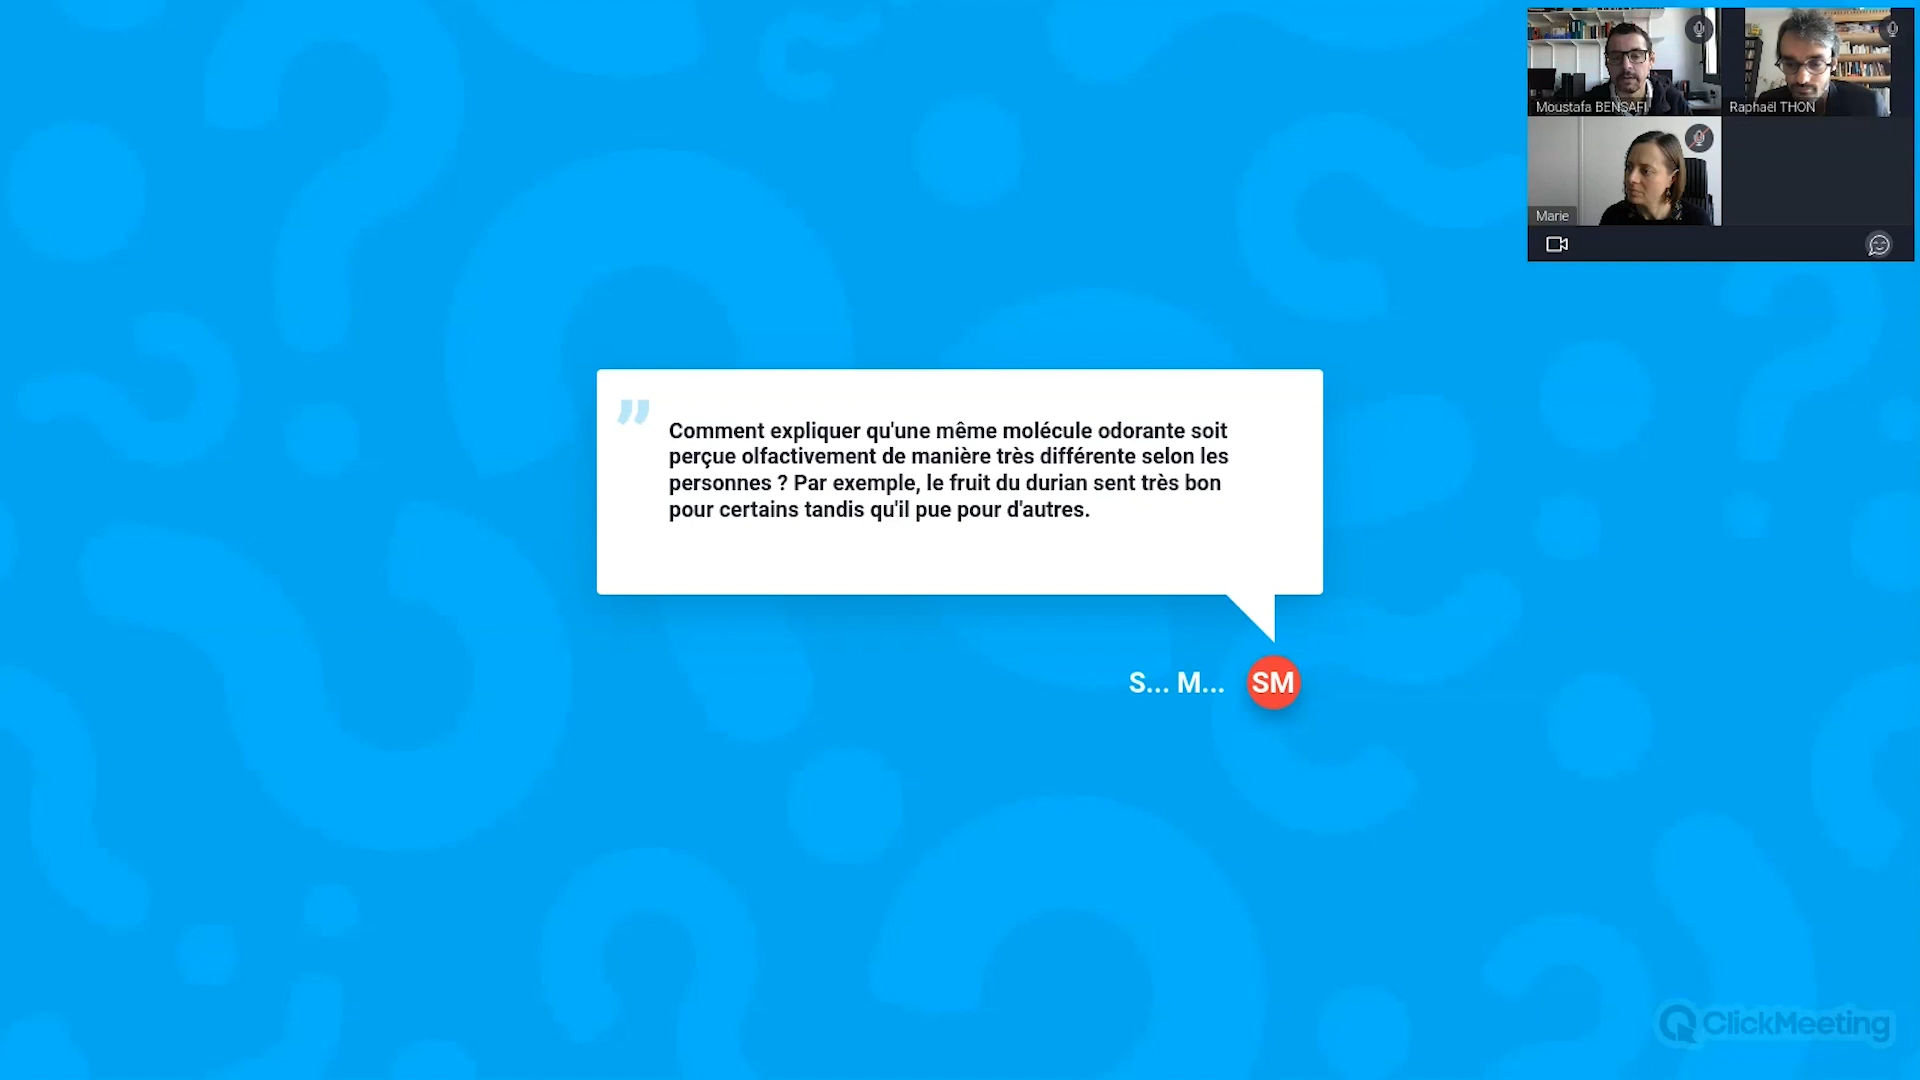 Moustafa BENSAFI
Raphaël THON
Marie
Comment expliquer qu'une même molécule odorante soit
perçue olfactivement de manière très différente selon les
personnes ? Par exemple, le fruit du durian sent très bon
pour certains tandis qu'il pue pour d'autres.
S... M...
SM
ClickMeeting